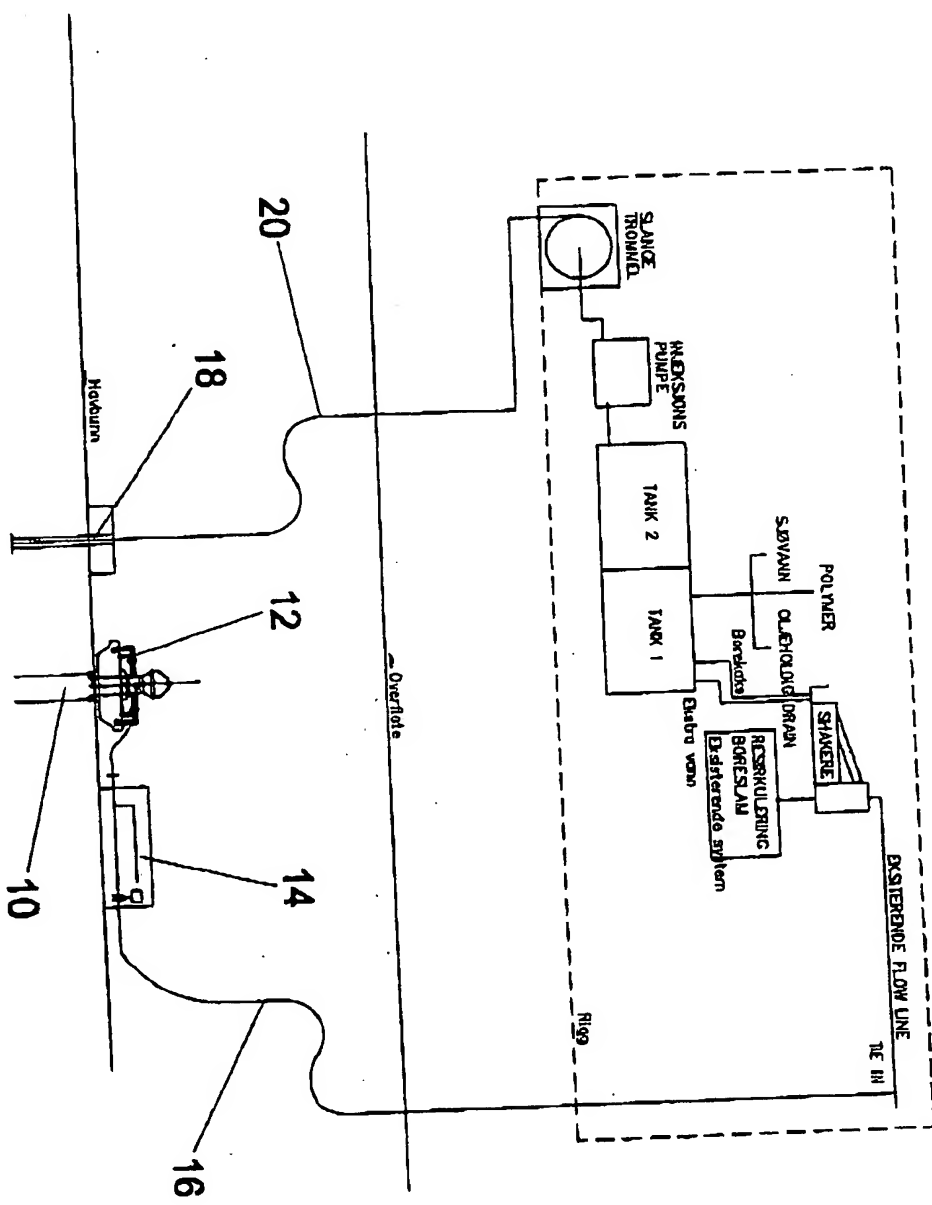 EKSITERENDE FLOW LINE
TIE IN
POLYMER
SJØVANN
OLJEHOLDIG DRAIN
SHAKERE
Borekaks
RESIRKULERING
BORESLAM
Eksisterende system
Ekstra vann
SLANGE
TROMMEL
INJEKSJONS
PUMPE
TANK 2
TANK 1
Rigg
Overflate
20
16
18
12
14
Havbunn
10